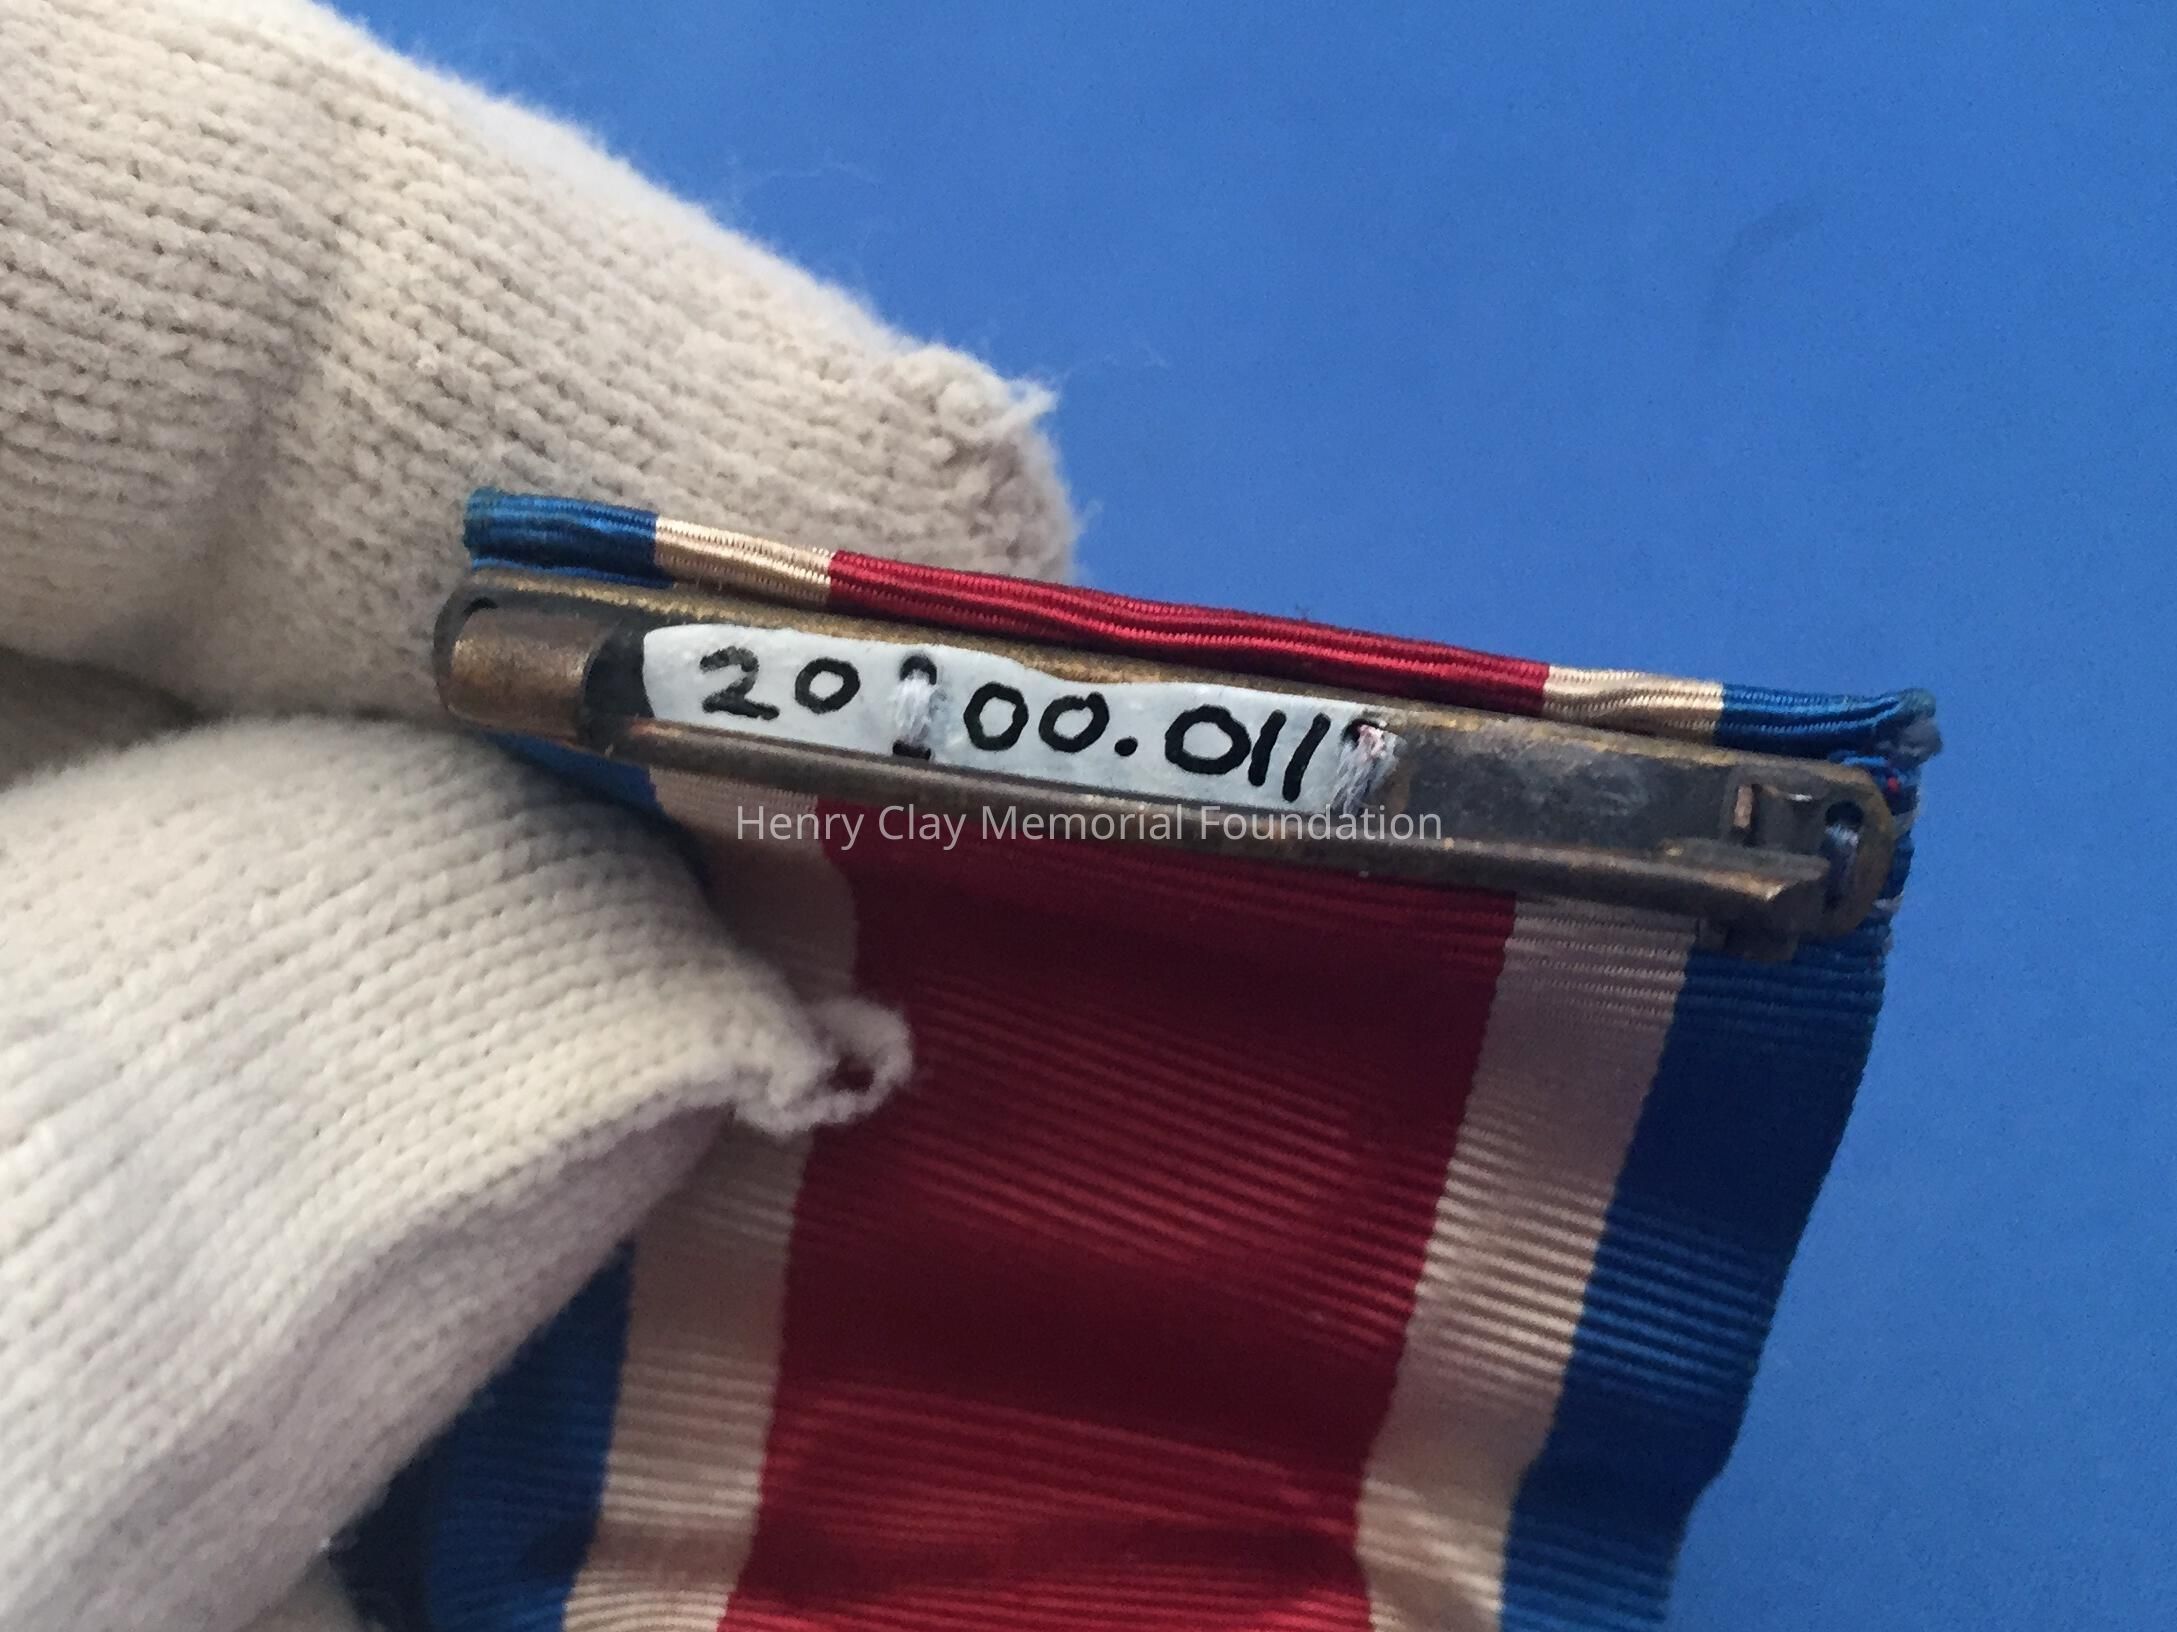 20 00.011
Henry Clay Memorial Foundation